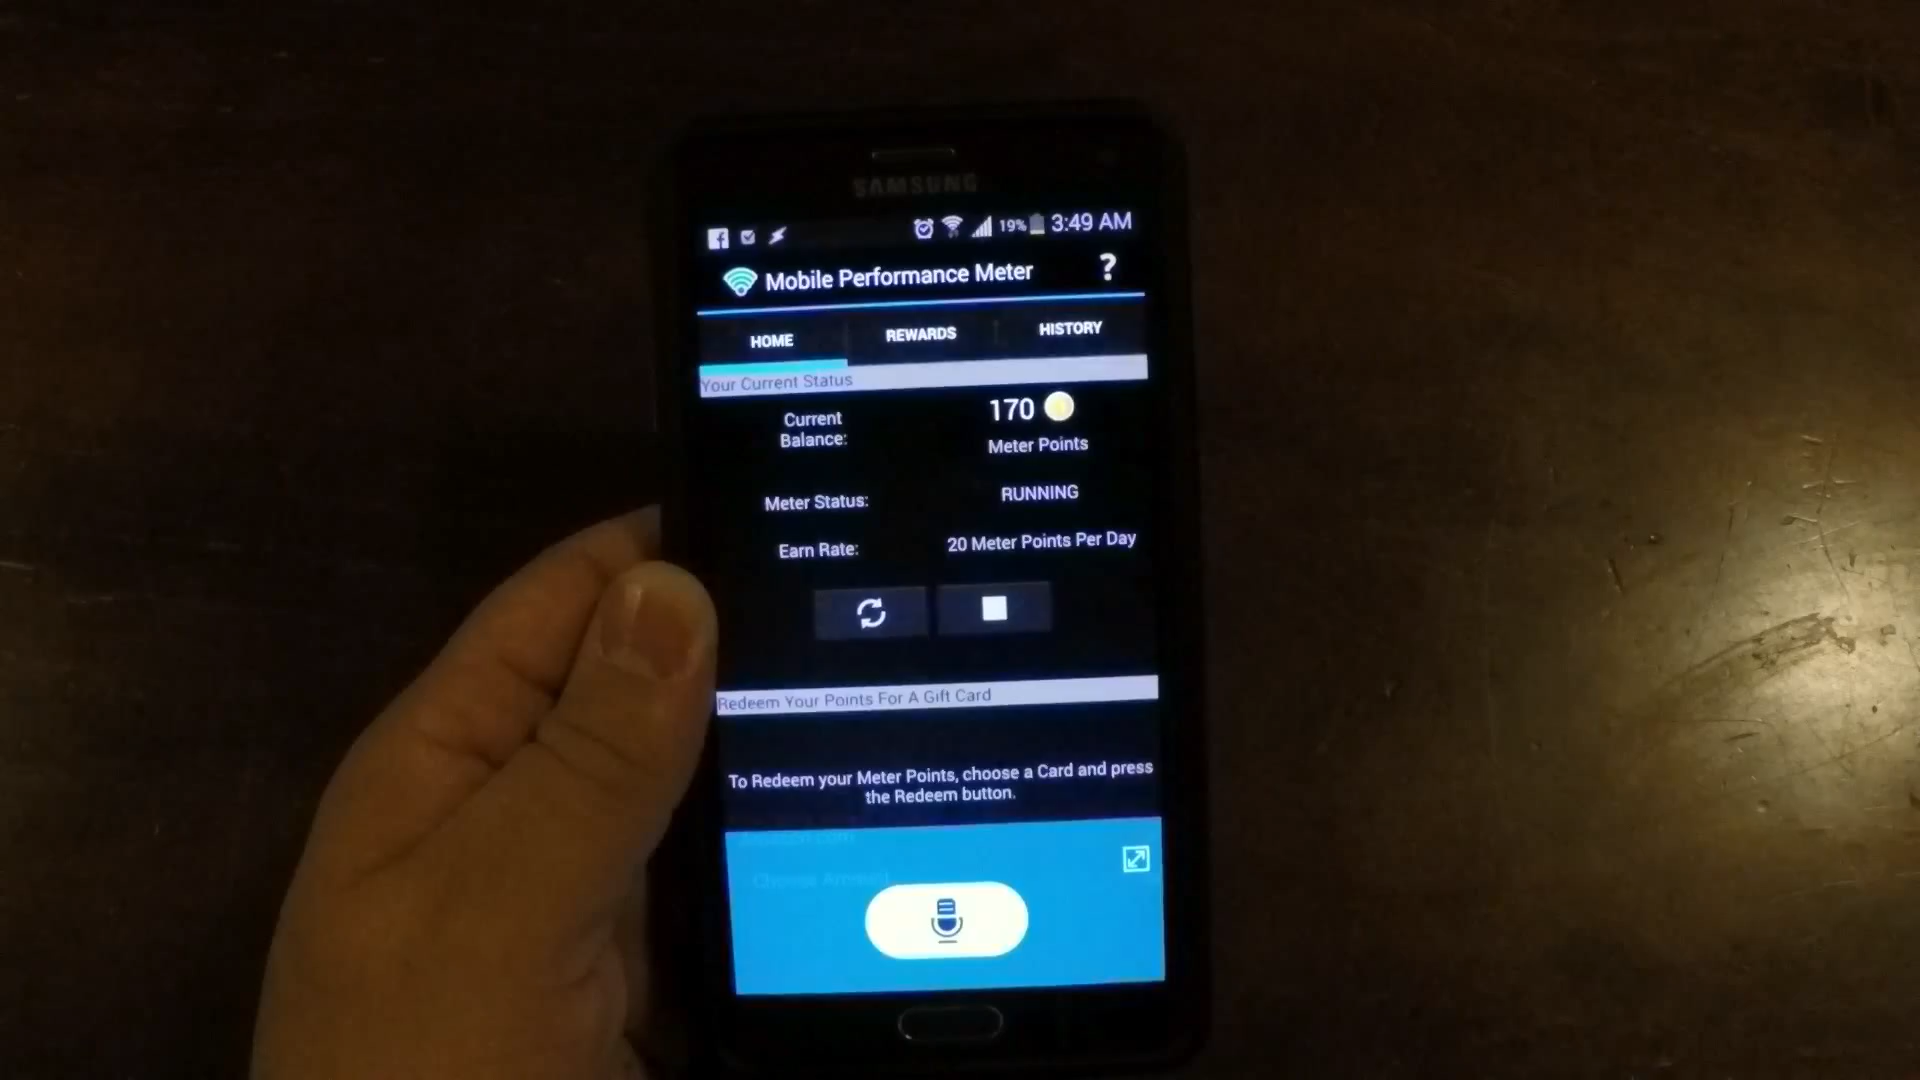 SAMSUNG
19% 3:49 AM
Mobile Performance Meter ?
HOME REWARDS HISTORY
Your Current Status
Current
Balance:
170
Meter Points
Meter Status: RUNNING
Earn Rate: 20 Meter Points Per Day
Redeem Your Points For A Gift Card
To Redeem your Meter Points, choose a Card and press
the Redeem button.
Choose Amount